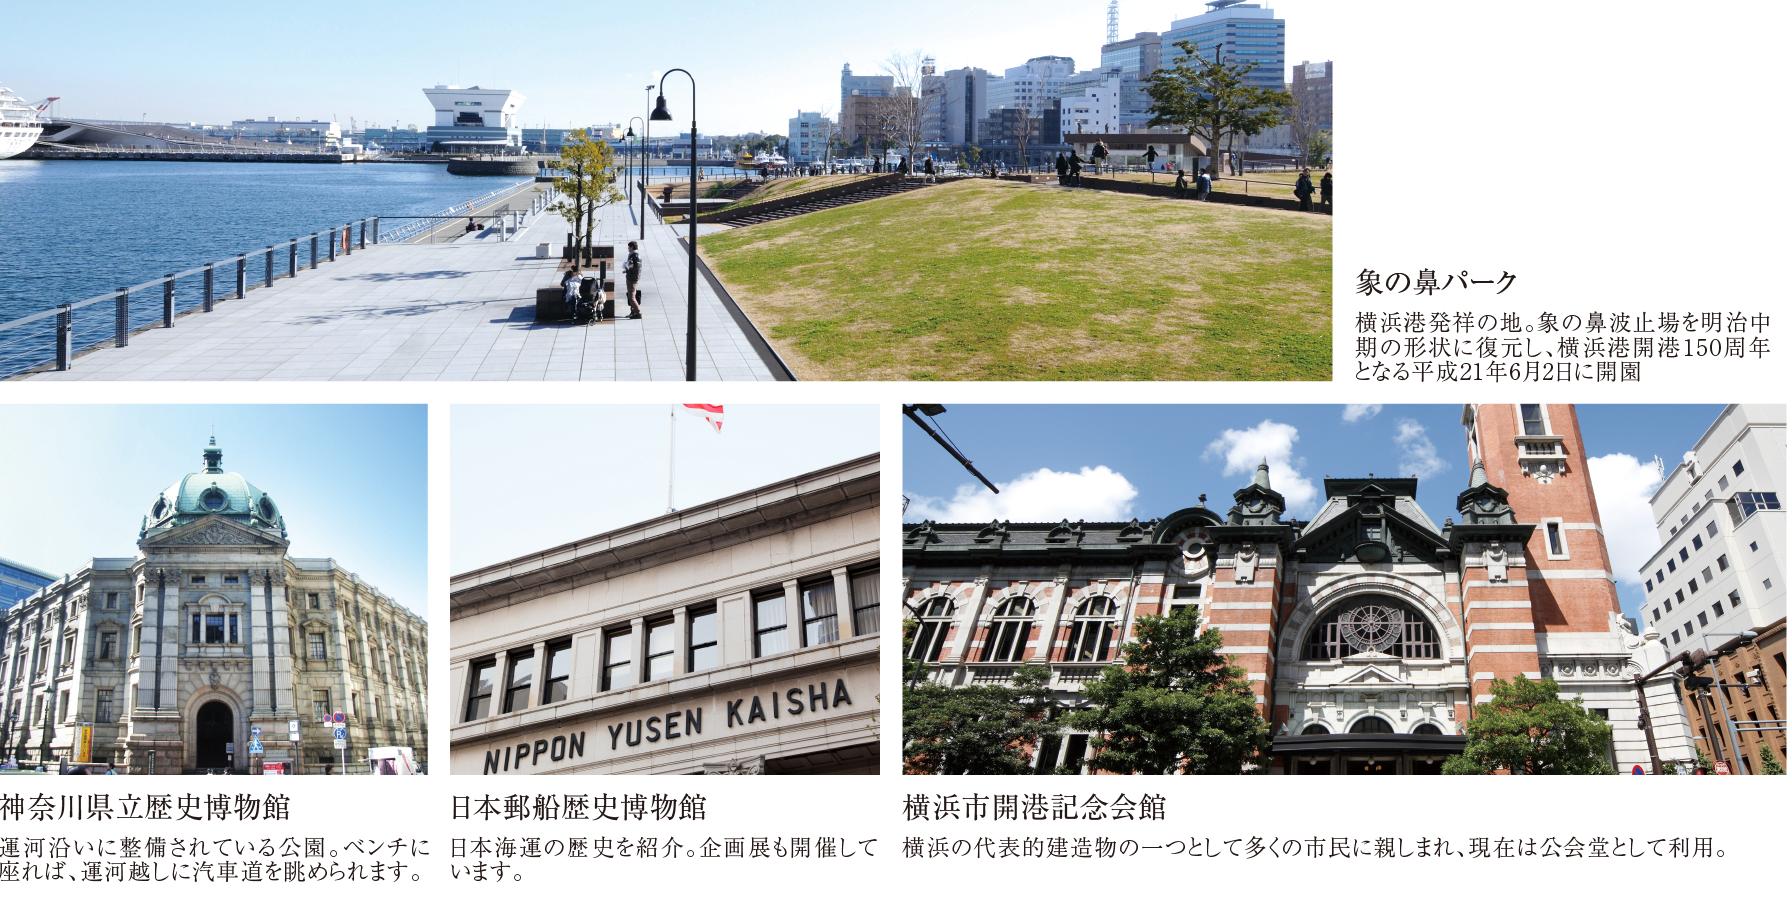 象の鼻パーク
横浜港発祥の地。象の鼻波止場を明治中
期の形状に復元し、横浜港開港150周年
となる平成21年6月2日に開園
NIPPON YUSEN KAISHA
神奈川県立歴史博物館
運河沿いに整備されている公園。ベンチに
座れば、運河越しに汽車道を眺められます。
日本郵船歴史博物館
日本海運の歴史を紹介。企画展も開催して
います。
横浜市開港記念会館
横浜の代表的建造物の一つとして多くの市民に親しまれ、現在は公会堂として利用。